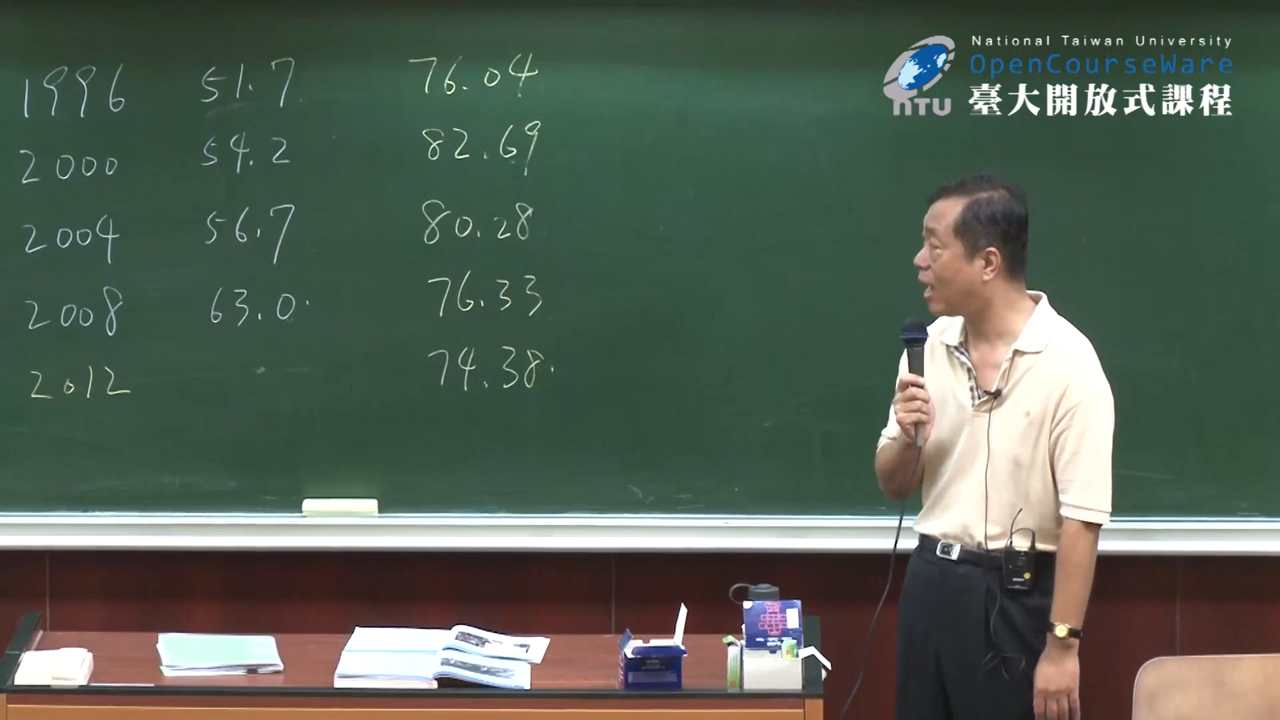 1996 51.7 76.04
2000 54.2 82.69
2004 56.7 80.28
2008 63.0 76.33
2012 74.38
National Taiwan University
OpenCourseWare
臺大開放式課程
NTU